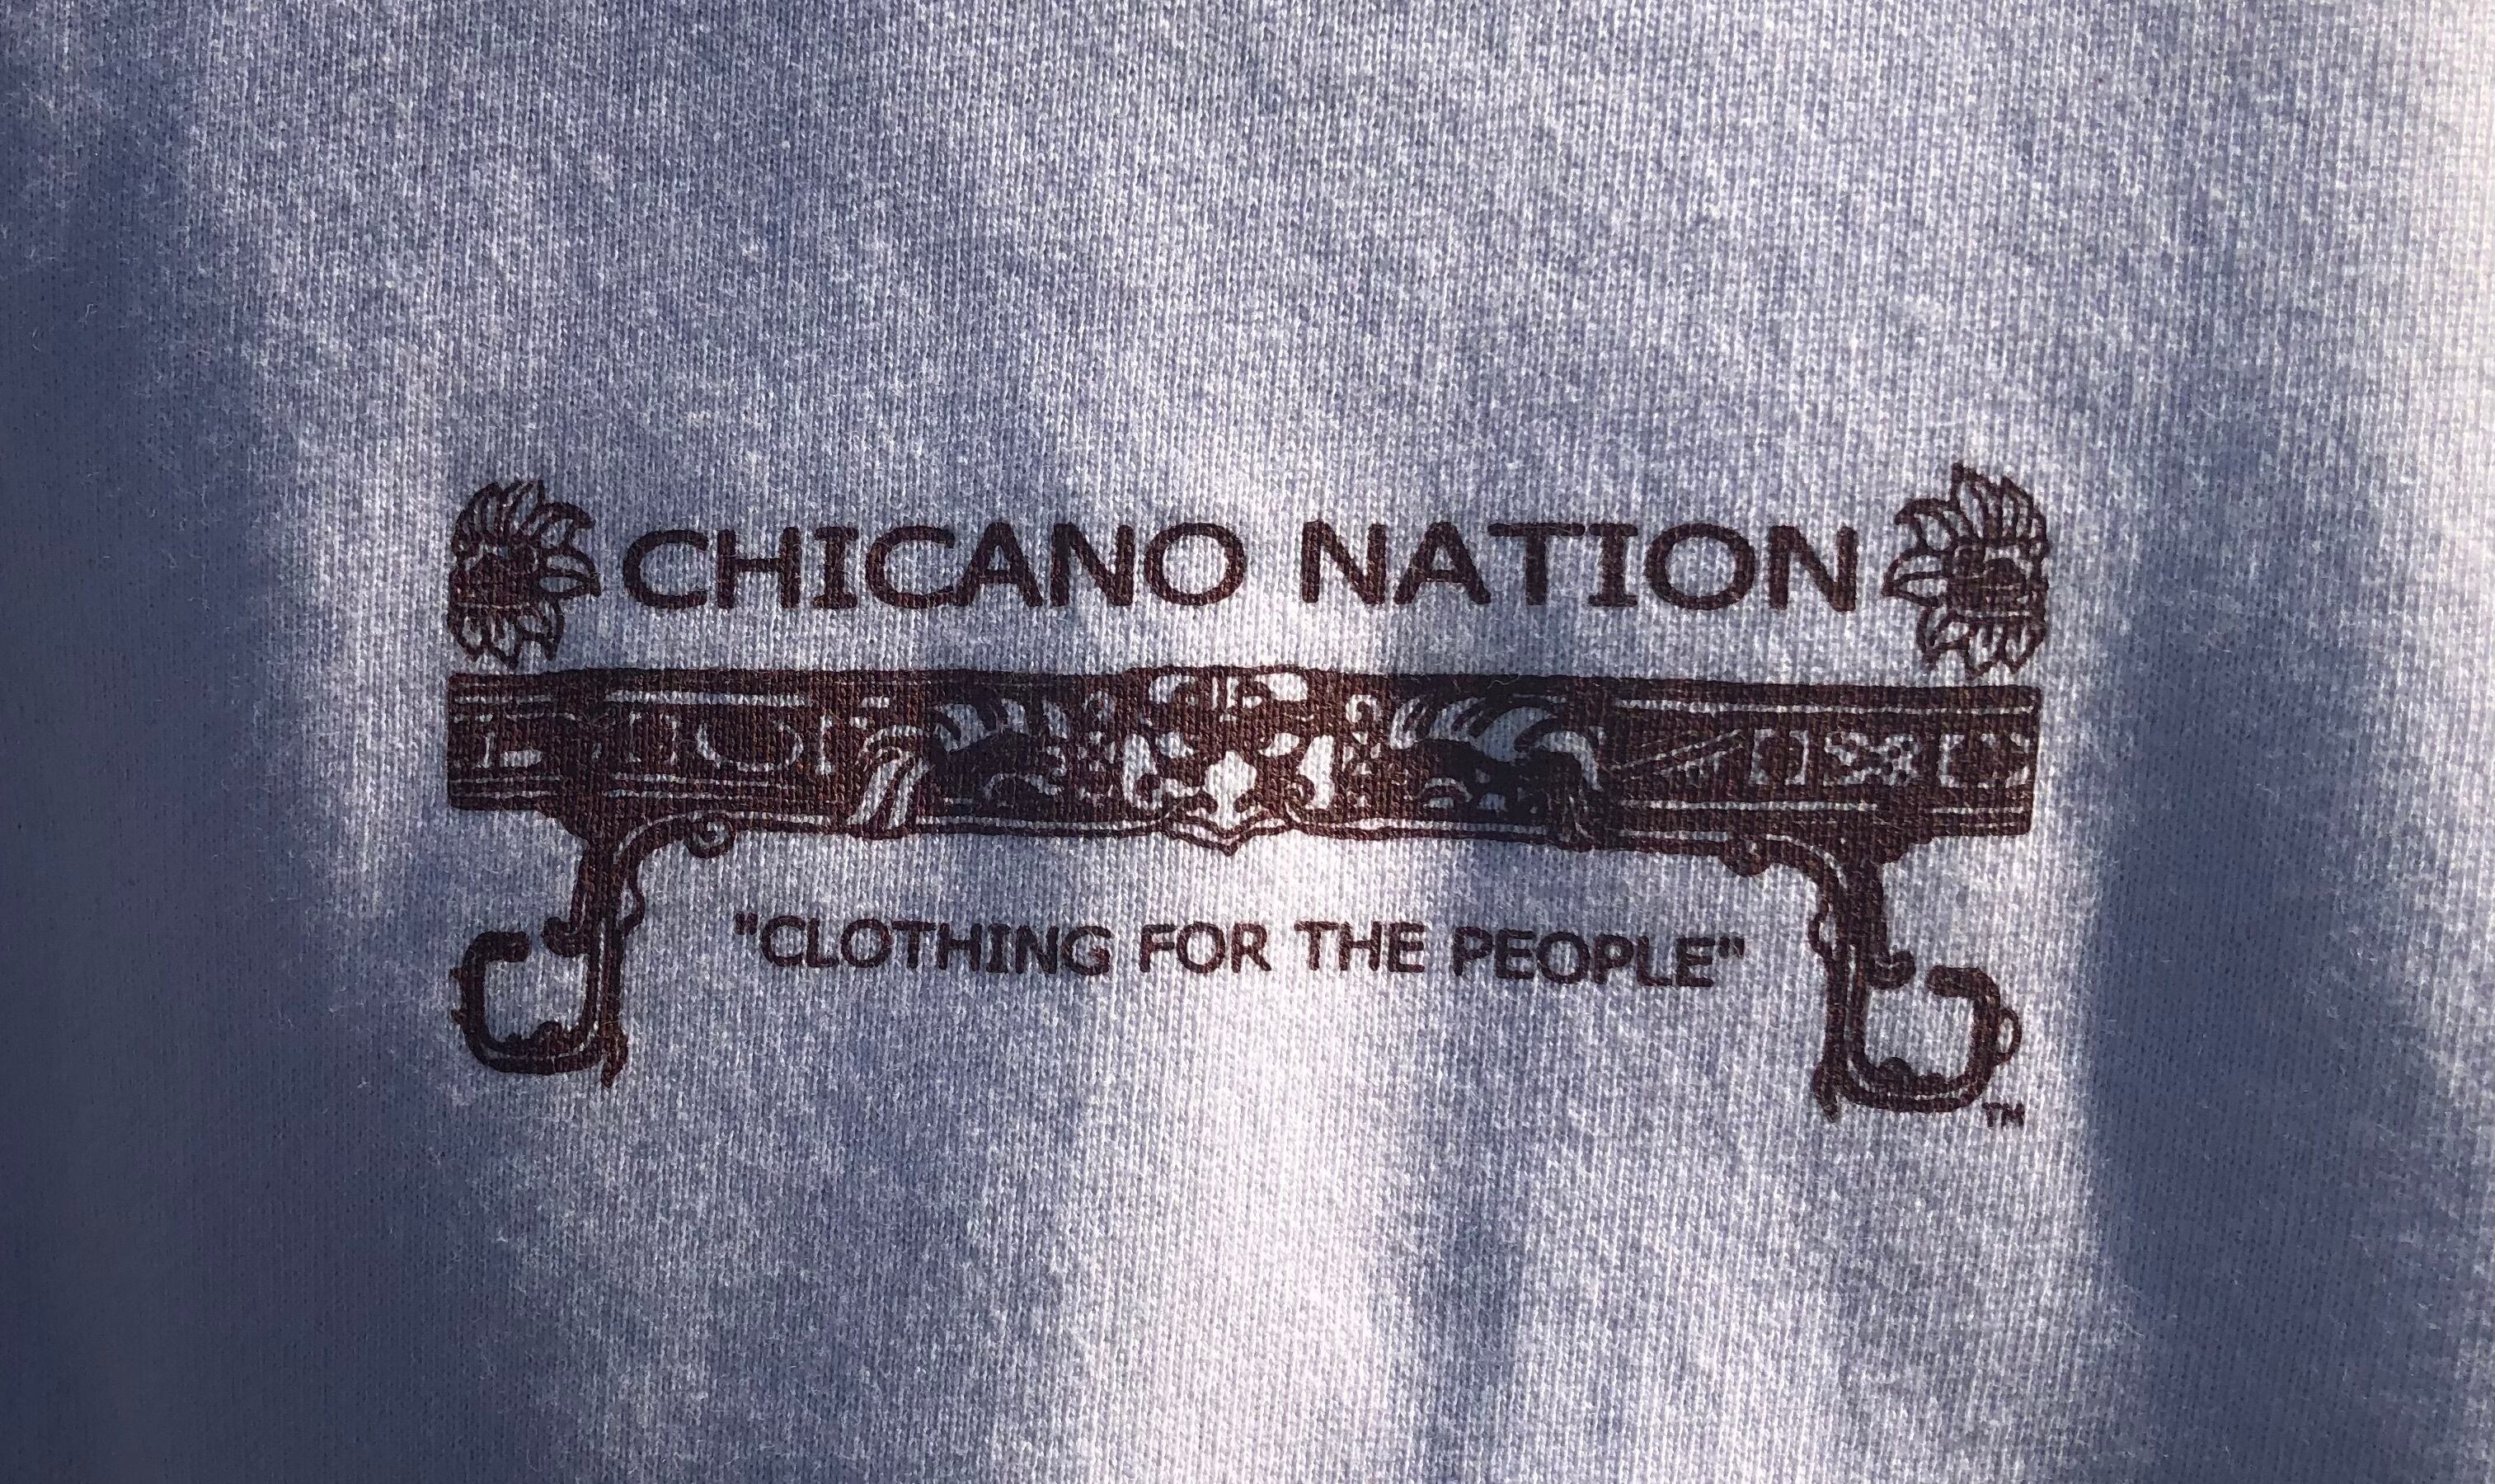 CHICANO NATION
"CLOTHING FOR THE PEOPLE"
TM